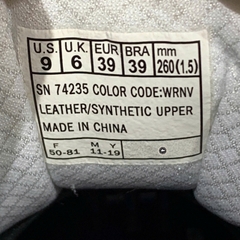 U.S. U.K. EUR BRA mm
9 6 39 39 260(1.5)
SN 74235 COLOR CODE:WRNV
LEATHER/SYNTHETIC UPPER
MADE IN CHINA
F M Y
50-81 11-19